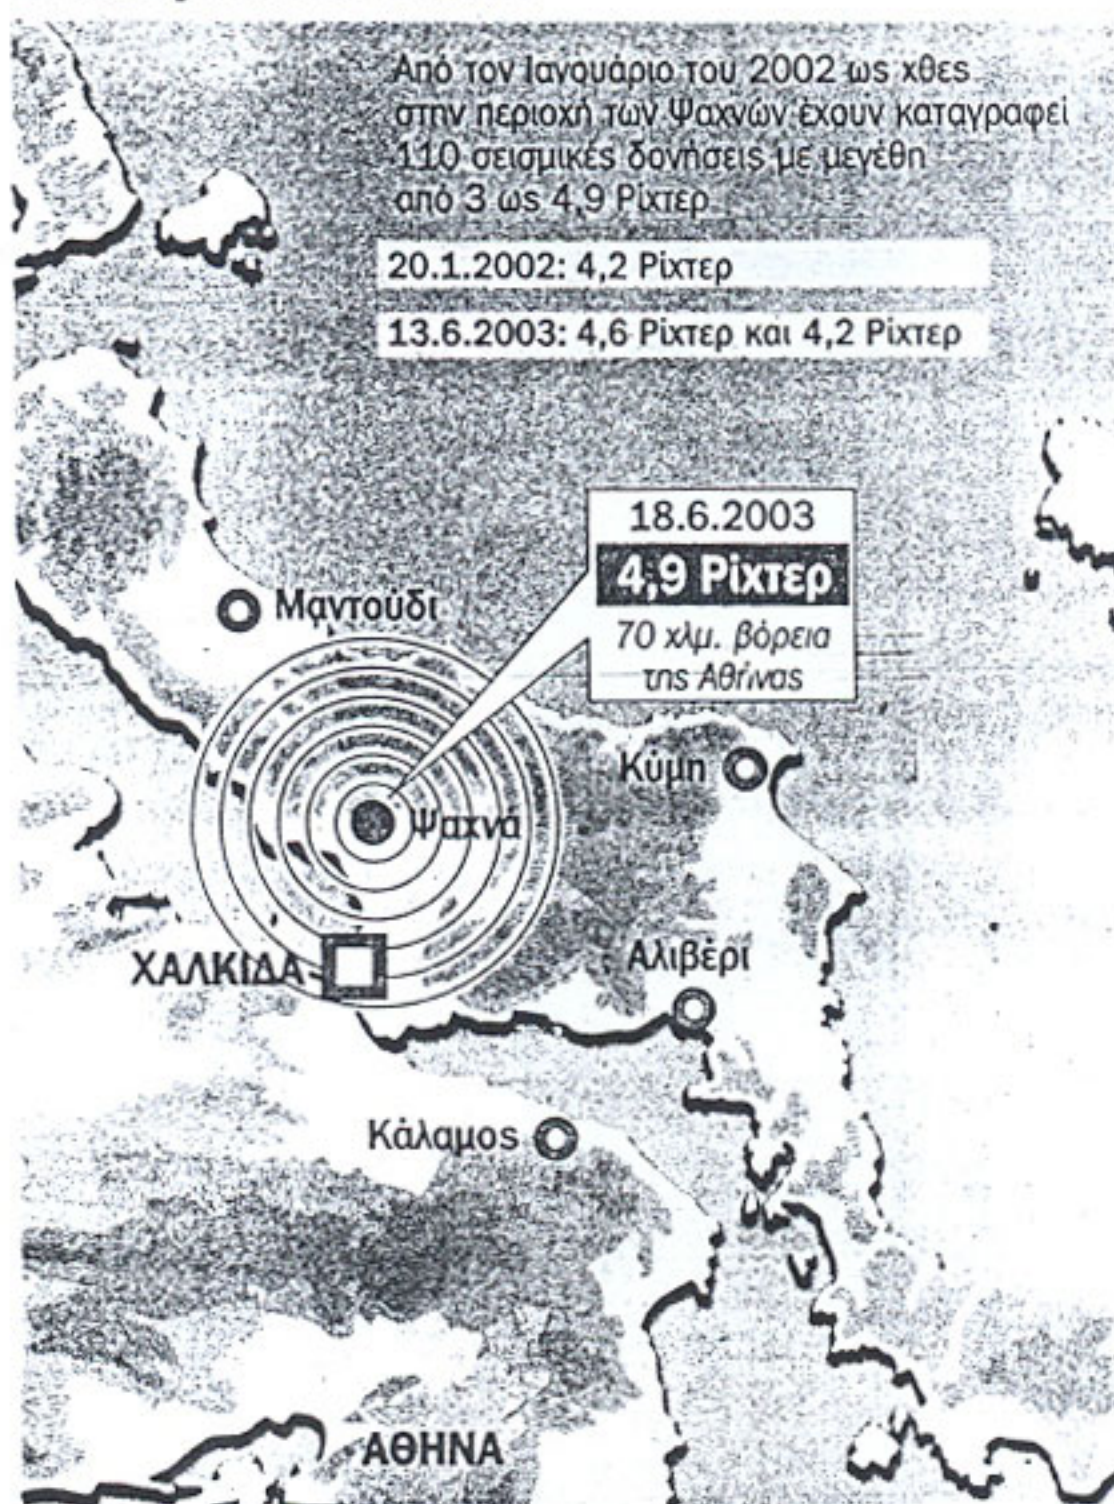 Από τον Ιανουάριο του 2002 ως χθες
στην περιοχή των Ψαχνών έχουν καταγραφεί
110 σεισμικές δονήσεις με μεγέθη
από 3 ως 4,9 Ρίχτερ
20.1.2002: 4,2 Ρίχτερ
13.6.2003: 4,6 Ρίχτερ και 4,2 Ρίχτερ
18.6.2003
4,9 Ρίχτερ
70 χλμ. βόρεια
της Αθήνας
Μαντούδι
Κύμη
Ψαχνά
ΧΑΛΚΙΔΑ
Αλιβέρι
Κάλαμος
ΑΘΗΝΑ